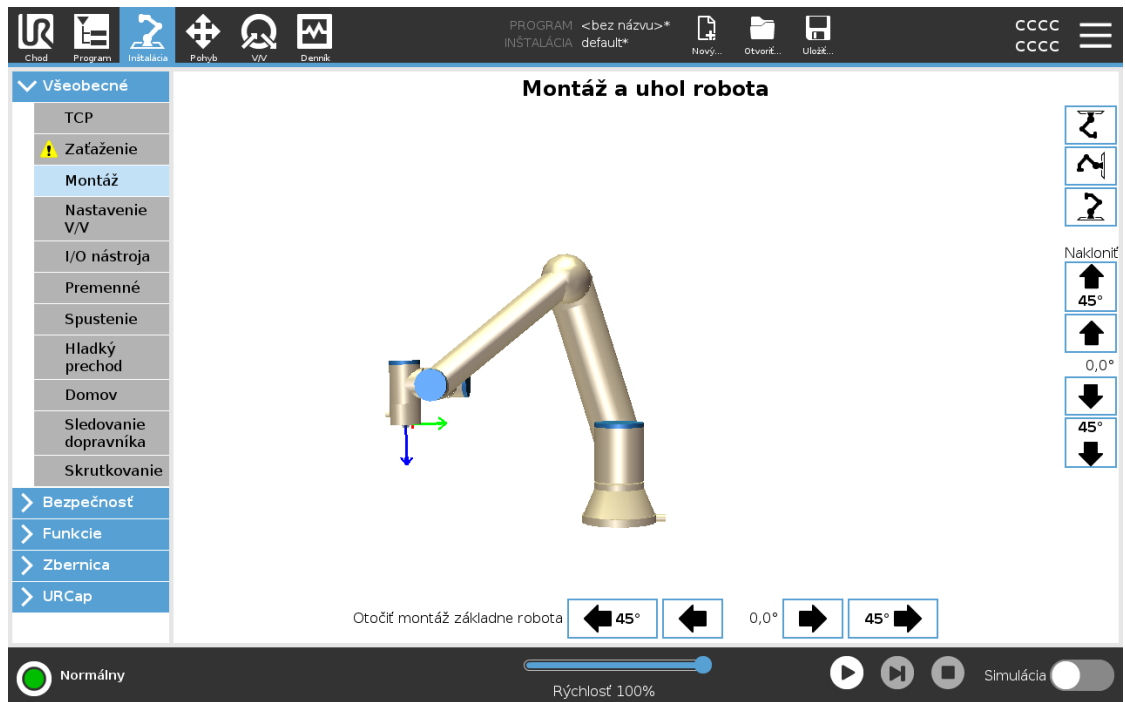 UR
Chod
Program
Inštalácia
Pohyb
V/V
Denník
PROGRAM <bez názvu>*
INŠTALÁCIA default*
Nový...
Otvoriť...
Uložiť...
cccc
cccc
Všeobecné
TCP
Zaťaženie
Montáž
Nastavenie
V/V
I/O nástroja
Premenné
Spustenie
Hladký
prechod
Domov
Sledovanie
dopravníka
Skrutkovanie
Bezpečnosť
Funkcie
Zbernica
URCap
Montáž a uhol robota
Nakloniť
45°
0,0°
45°
Otočiť montáž základne robota
45°
0,0°
45°
Normálny
Rýchlosť 100%
Simulácia